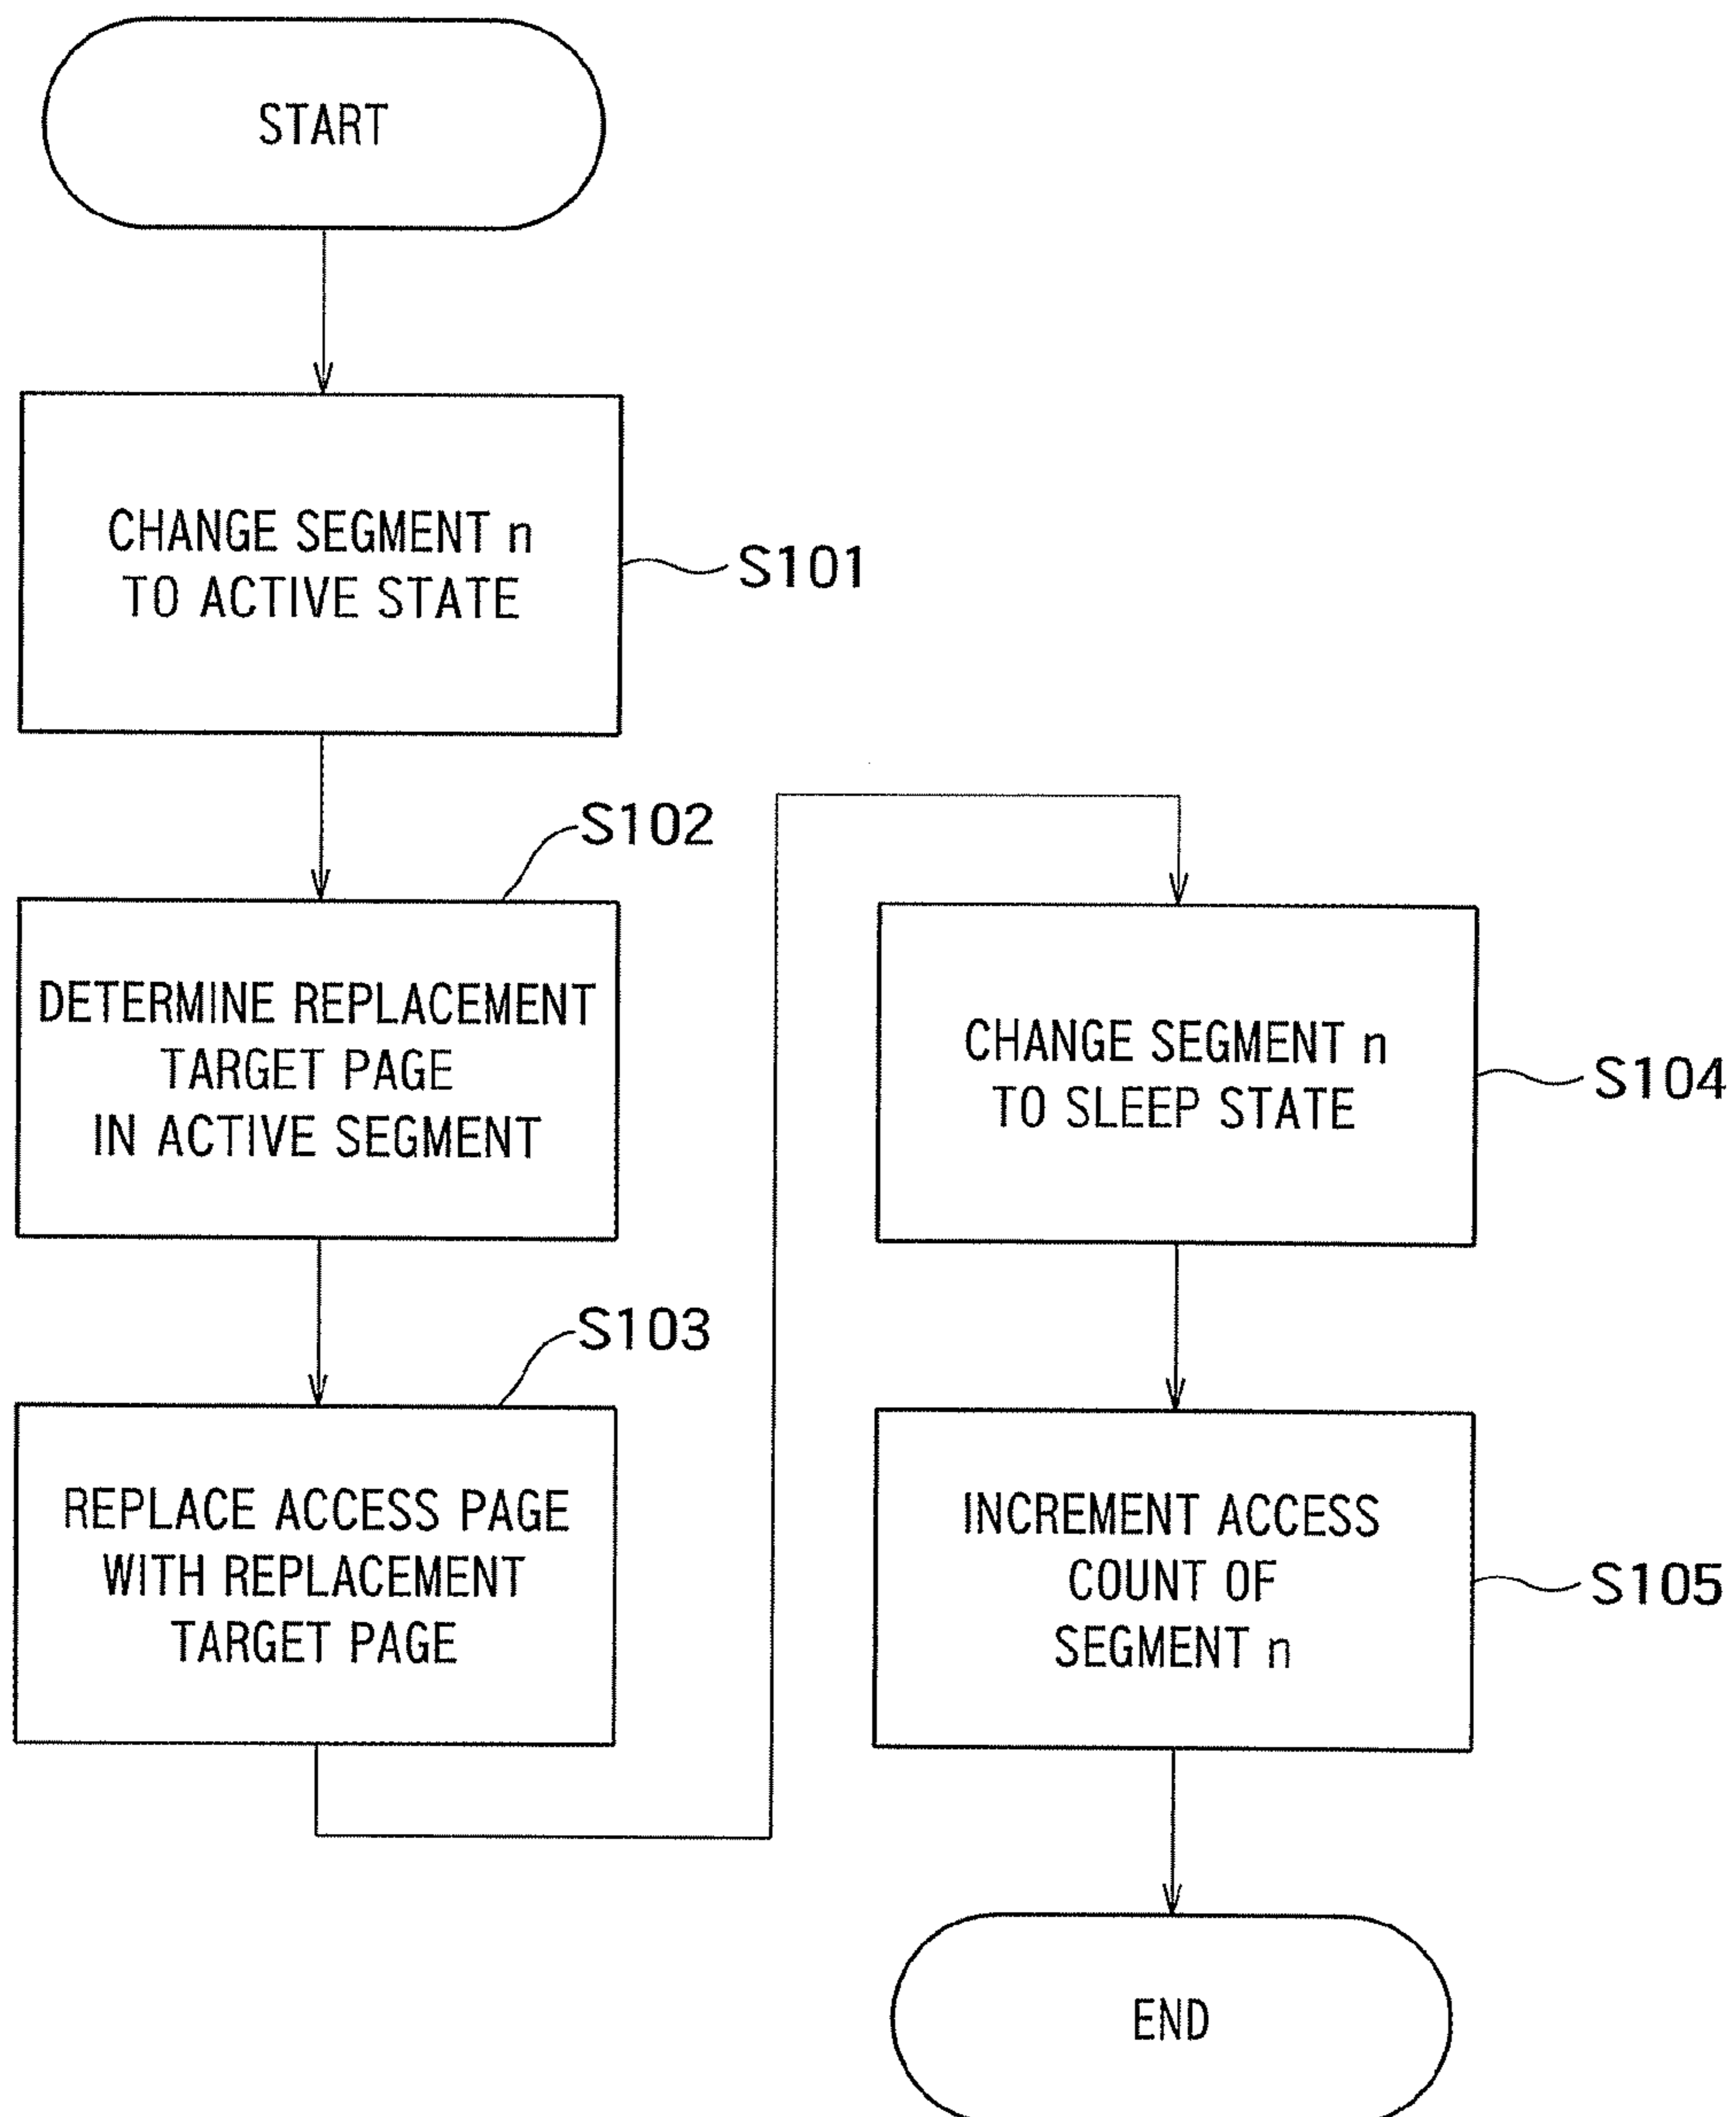 START
CHANGE SEGMENT n
TO ACTIVE STATE
S101
S102
DETERMINE REPLACEMENT
TARGET PAGE
IN ACTIVE SEGMENT
S103
REPLACE ACCESS PAGE
WITH REPLACEMENT
TARGET PAGE
CHANGE SEGMENT n
TO SLEEP STATE
S104
INCREMENT ACCESS
COUNT OF
SEGMENT n
S105
END